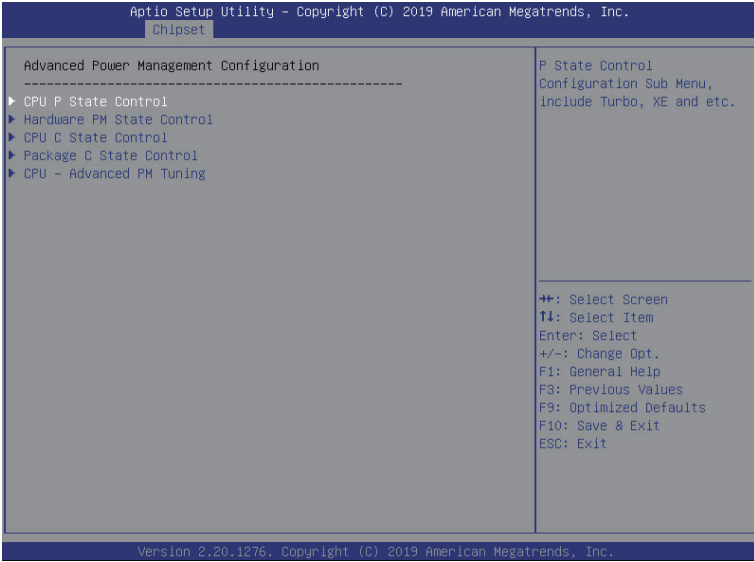 Aptio Setup Utility – Copyright (C) 2019 American Megatrends, Inc.
Chipset
Advanced Power Management Configuration
--------------------------------------------------
CPU P State Control
Hardware PM State Control
CPU C State Control
Package C State Control
CPU – Advanced PM Tuning
P State Control
Configuration Sub Menu,
include Turbo, XE and etc.
→←: Select Screen
↑↓: Select Item
Enter: Select
+/-: Change Opt.
F1: General Help
F3: Previous Values
F9: Optimized Defaults
F10: Save & Exit
ESC: Exit
Version 2.20.1276. Copyright (C) 2019 American Megatrends, Inc.